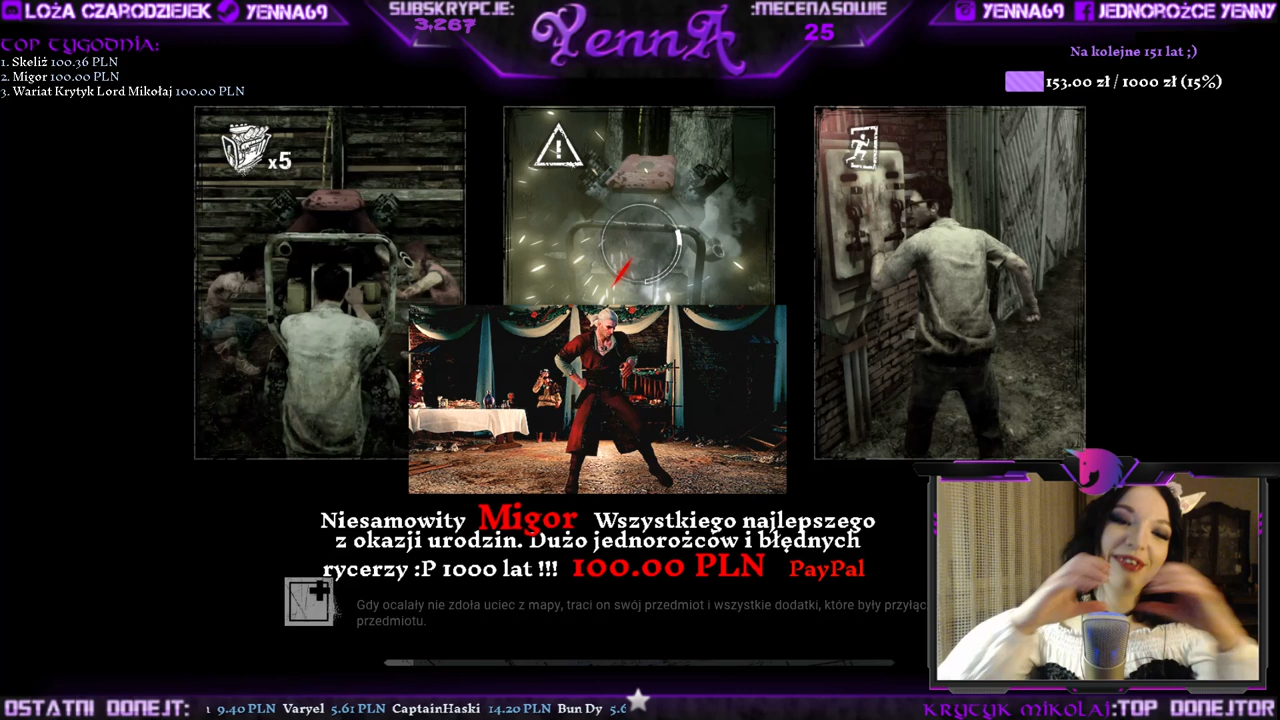 LOŻA CZARODZIEJEK YENNA69
SUBSKRYPCJE:
3,267
YennA
:MECENASOWIE
25
YENNA69 JEDNOROŻCE YENNY
TOP TYGODNIA:
1. Skeliż 100.36 PLN
2. Migor 100.00 PLN
3. Wariat Krytyk Lord Mikołaj 100.00 PLN
Na kolejne 151 lat ;)
153.00 zł / 1000 zł (15%)
x5
Niesamowity Migor Wszystkiego najlepszego
z okazji urodzin. Dużo jednorożców i błędnych
rycerzy :P 1000 lat !!! 100.00 PLN PayPal
Gdy ocalały nie zdoła uciec z mapy, traci on swój przedmiot i wszystkie dodatki, które były przyłąc
przedmiotu.
OSTATNI DONEJT: 9.40 PLN Varyel 5.61 PLN CaptainHaski 14.20 PLN Bun Dy 5.6
KRYTYK MIKOŁAJ:TOP DONEJTOR